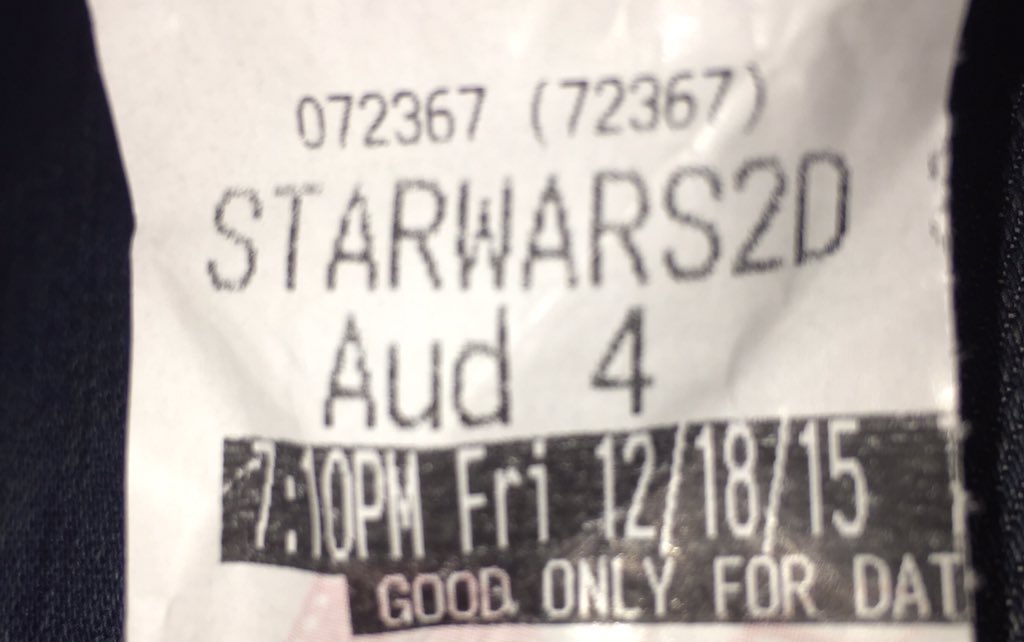 072367 (72367)
STARWARS2D
Aud 4
7:10PM Fri 12/18/15
GOOD ONLY FOR DAT